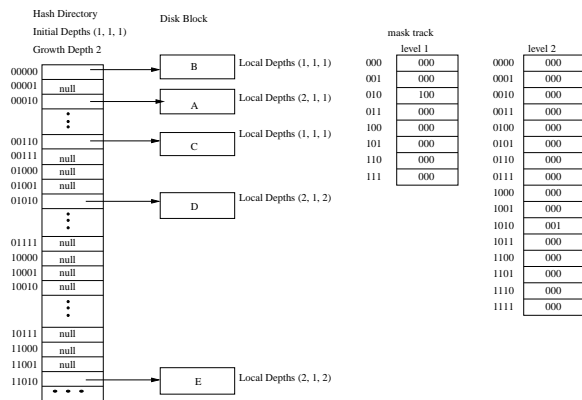 Hash Directory
Initial Depths (1, 1, 1)
Growth Depth 2
Disk Block
00000
B
Local Depths (1, 1, 1)
00001 null
00010
A
Local Depths (2, 1, 1)
00110
C
Local Depths (1, 1, 1)
00111 null
01000 null
01001 null
01010
D
Local Depths (2, 1, 2)
01111 null
10000 null
10001 null
10010 null
10111 null
11000 null
11001 null
11010
E
Local Depths (2, 1, 2)
mask track
level 1
000 000
001 000
010 100
011 000
100 000
101 000
110 000
111 000
level 2
0000 000
0001 000
0010 000
0011 000
0100 000
0101 000
0110 000
0111 000
1000 000
1001 000
1010 001
1011 000
1100 000
1101 000
1110 000
1111 000